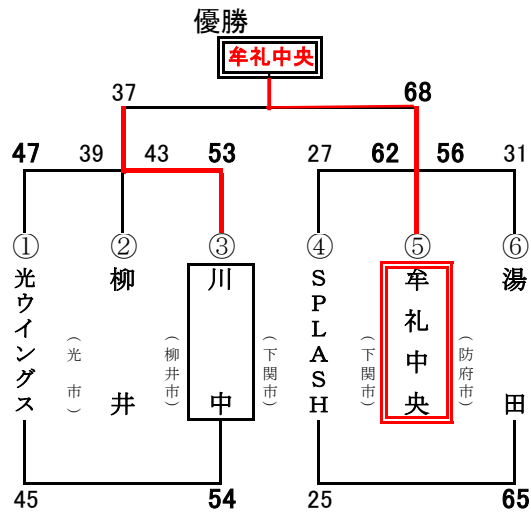 優勝
牟礼中央
37 68
47 39 43 53 27 62 56 31
① ② ③ ④ ⑤ ⑥
光ウイングス
（光市）
柳井
（柳井市）
川中
（下関市）
SPLASH
（下関市）
牟礼中央
（防府市）
湯田
45 54 25 65